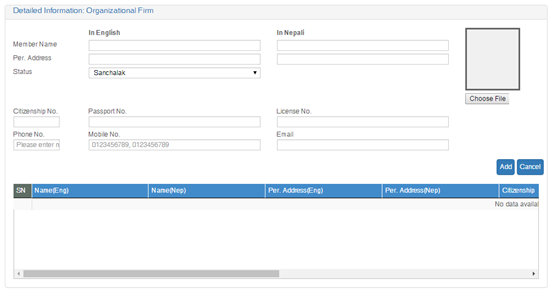 Detailed Information: Organizational Firm
In English In Nepali
Member Name
Per. Address
Status Sanchalak
Choose File
Citizenship No. Passport No. License No.
Phone No. Mobile No. Email
Please enter n 0123456789, 0123456789
Add Cancel
SN Name(Eng) Name(Nep) Per. Address(Eng) Per. Address(Nep) Citizenship
No data availa